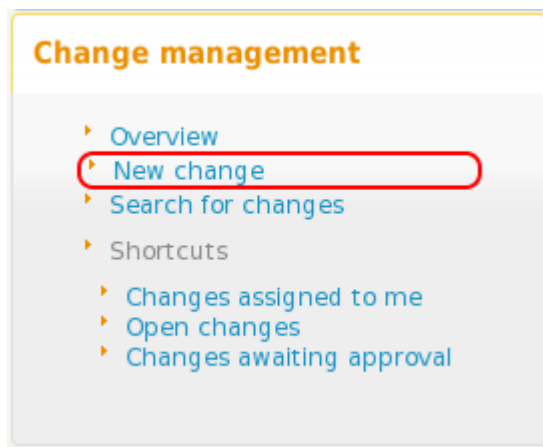 Change management
Overview
New change
Search for changes
Shortcuts
Changes assigned to me
Open changes
Changes awaiting approval